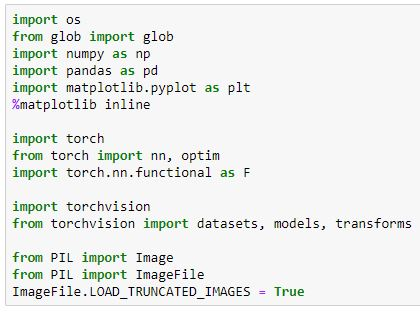 import os
from glob import glob
import numpy as np
import pandas as pd
import matplotlib.pyplot as plt
%matplotlib inline
import torch
from torch import nn, optim
import torch.nn.functional as F
import torchvision
from torchvision import datasets, models, transforms
from PIL import Image
from PIL import ImageFile
ImageFile.LOAD_TRUNCATED_IMAGES = True